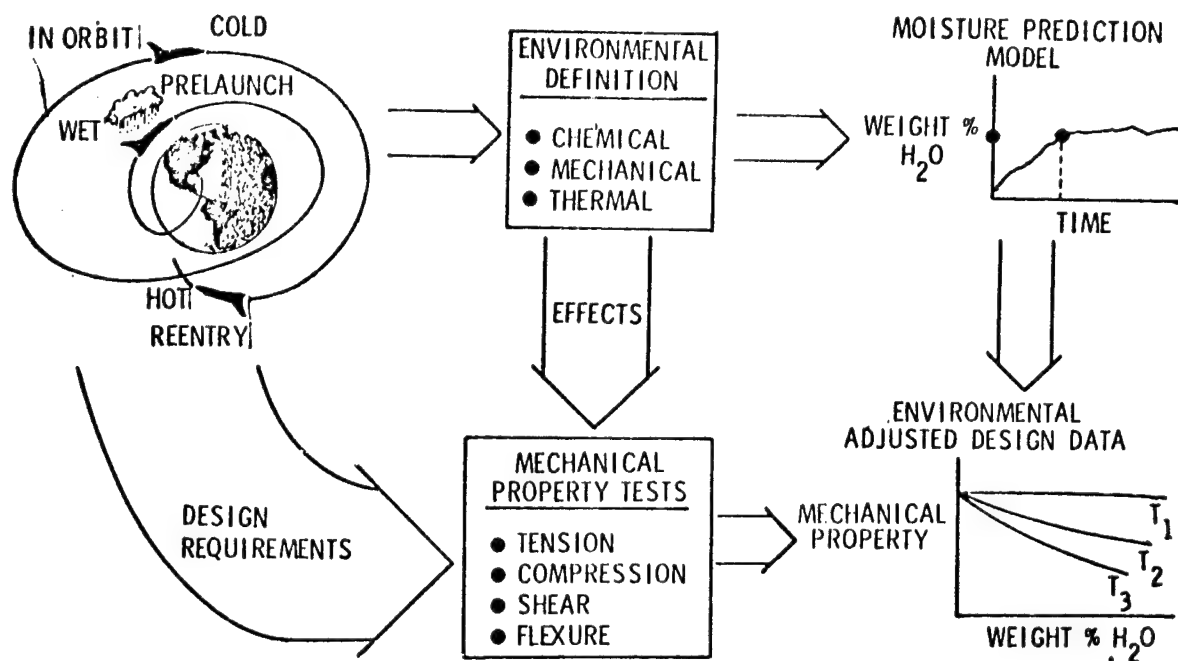 IN ORBIT
COLD
PRELAUNCH
WET
HOT
REENTRY
ENVIRONMENTAL
DEFINITION
● CHEMICAL
● MECHANICAL
● THERMAL
MOISTURE PREDICTION
MODEL
WEIGHT %
H₂O
TIME
EFFECTS
DESIGN
REQUIREMENTS
MECHANICAL
PROPERTY TESTS
● TENSION
● COMPRESSION
● SHEAR
● FLEXURE
ENVIRONMENTAL
ADJUSTED DESIGN DATA
MECHANICAL
PROPERTY
T₁
T₂
T₃
WEIGHT % H₂O